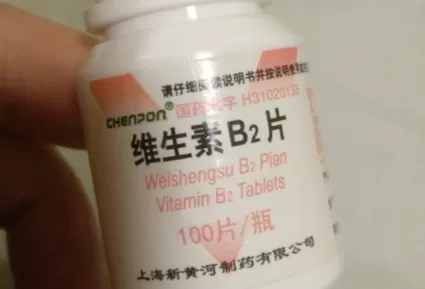 请仔细阅读说明书并按说明使用
CHENPON® 国药准字 H31020135
维生素B2片
Weishengsu B2 Pian
Vitamin B2 Tablets
100片/瓶
上海新黄河制药有限公司